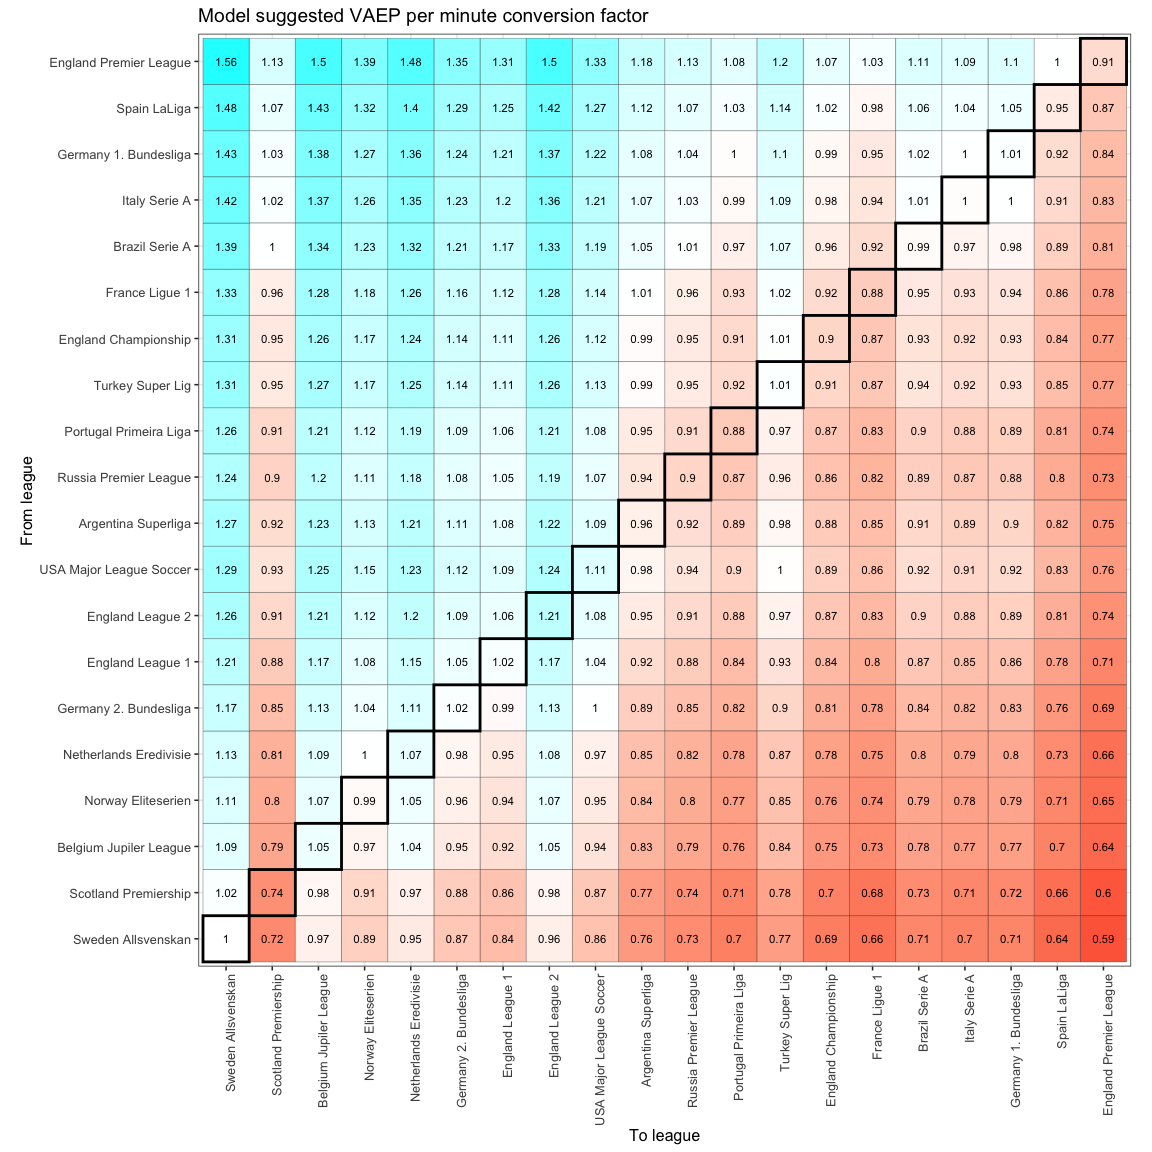 Model suggested VAEP per minute conversion factor
England Premier League 1.56 1.13 1.5 1.39 1.48 1.35 1.31 1.5 1.33 1.18 1.13 1.08 1.2 1.07 1.03 1.11 1.09 1.1 1 0.91
Spain LaLiga 1.48 1.07 1.43 1.32 1.4 1.29 1.25 1.42 1.27 1.12 1.07 1.03 1.14 1.02 0.98 1.06 1.04 1.05 0.95 0.87
Germany 1. Bundesliga 1.43 1.03 1.38 1.27 1.36 1.24 1.21 1.37 1.22 1.08 1.04 1 1.1 0.99 0.95 1.02 1 1.01 0.92 0.84
Italy Serie A 1.42 1.02 1.37 1.26 1.35 1.23 1.2 1.36 1.21 1.07 1.03 0.99 1.09 0.98 0.94 1.01 1 1 0.91 0.83
Brazil Serie A 1.39 1 1.34 1.23 1.32 1.21 1.17 1.33 1.19 1.05 1.01 0.97 1.07 0.96 0.92 0.99 0.97 0.98 0.89 0.81
France Ligue 1 1.33 0.96 1.28 1.18 1.26 1.16 1.12 1.28 1.14 1.01 0.96 0.93 1.02 0.92 0.88 0.95 0.93 0.94 0.86 0.78
England Championship 1.31 0.95 1.26 1.17 1.24 1.14 1.11 1.26 1.12 0.99 0.95 0.91 1.01 0.9 0.87 0.93 0.92 0.93 0.84 0.77
Turkey Super Lig 1.31 0.95 1.27 1.17 1.25 1.14 1.11 1.26 1.13 0.99 0.95 0.92 1.01 0.91 0.87 0.94 0.92 0.93 0.85 0.77
Portugal Primeira Liga 1.26 0.91 1.21 1.12 1.19 1.09 1.06 1.21 1.08 0.95 0.91 0.88 0.97 0.87 0.83 0.9 0.88 0.89 0.81 0.74
Russia Premier League 1.24 0.9 1.2 1.11 1.18 1.08 1.05 1.19 1.07 0.94 0.9 0.87 0.96 0.86 0.82 0.89 0.87 0.88 0.8 0.73
Argentina Superliga 1.27 0.92 1.23 1.13 1.21 1.11 1.08 1.22 1.09 0.96 0.92 0.89 0.98 0.88 0.85 0.91 0.89 0.9 0.82 0.75
USA Major League Soccer 1.29 0.93 1.25 1.15 1.23 1.12 1.09 1.24 1.11 0.98 0.94 0.9 1 0.89 0.86 0.92 0.91 0.92 0.83 0.76
England League 2 1.26 0.91 1.21 1.12 1.2 1.09 1.06 1.21 1.08 0.95 0.91 0.88 0.97 0.87 0.83 0.9 0.88 0.89 0.81 0.74
England League 1 1.21 0.88 1.17 1.08 1.15 1.05 1.02 1.17 1.04 0.92 0.88 0.84 0.93 0.84 0.8 0.87 0.85 0.86 0.78 0.71
Germany 2. Bundesliga 1.17 0.85 1.13 1.04 1.11 1.02 0.99 1.13 1 0.89 0.85 0.82 0.9 0.81 0.78 0.84 0.82 0.83 0.76 0.69
Netherlands Eredivisie 1.13 0.81 1.09 1 1.07 0.98 0.95 1.08 0.97 0.85 0.82 0.78 0.87 0.78 0.75 0.8 0.79 0.8 0.73 0.66
Norway Eliteserien 1.11 0.8 1.07 0.99 1.05 0.96 0.94 1.07 0.95 0.84 0.8 0.77 0.85 0.76 0.74 0.79 0.78 0.79 0.71 0.65
Belgium Jupiler League 1.09 0.79 1.05 0.97 1.04 0.95 0.92 1.05 0.94 0.83 0.79 0.76 0.84 0.75 0.73 0.78 0.77 0.77 0.7 0.64
Scotland Premiership 1.02 0.74 0.98 0.91 0.97 0.88 0.86 0.98 0.87 0.77 0.74 0.71 0.78 0.7 0.68 0.73 0.71 0.72 0.66 0.6
Sweden Allsvenskan 1 0.72 0.97 0.89 0.95 0.87 0.84 0.96 0.86 0.76 0.73 0.7 0.77 0.69 0.66 0.71 0.7 0.71 0.64 0.59
From league
Sweden Allsvenskan
Scotland Premiership
Belgium Jupiler League
Norway Eliteserien
Netherlands Eredivisie
Germany 2. Bundesliga
England League 1
England League 2
USA Major League Soccer
Argentina Superliga
Russia Premier League
Portugal Primeira Liga
Turkey Super Lig
England Championship
France Ligue 1
Brazil Serie A
Italy Serie A
Germany 1. Bundesliga
Spain LaLiga
England Premier League
To league